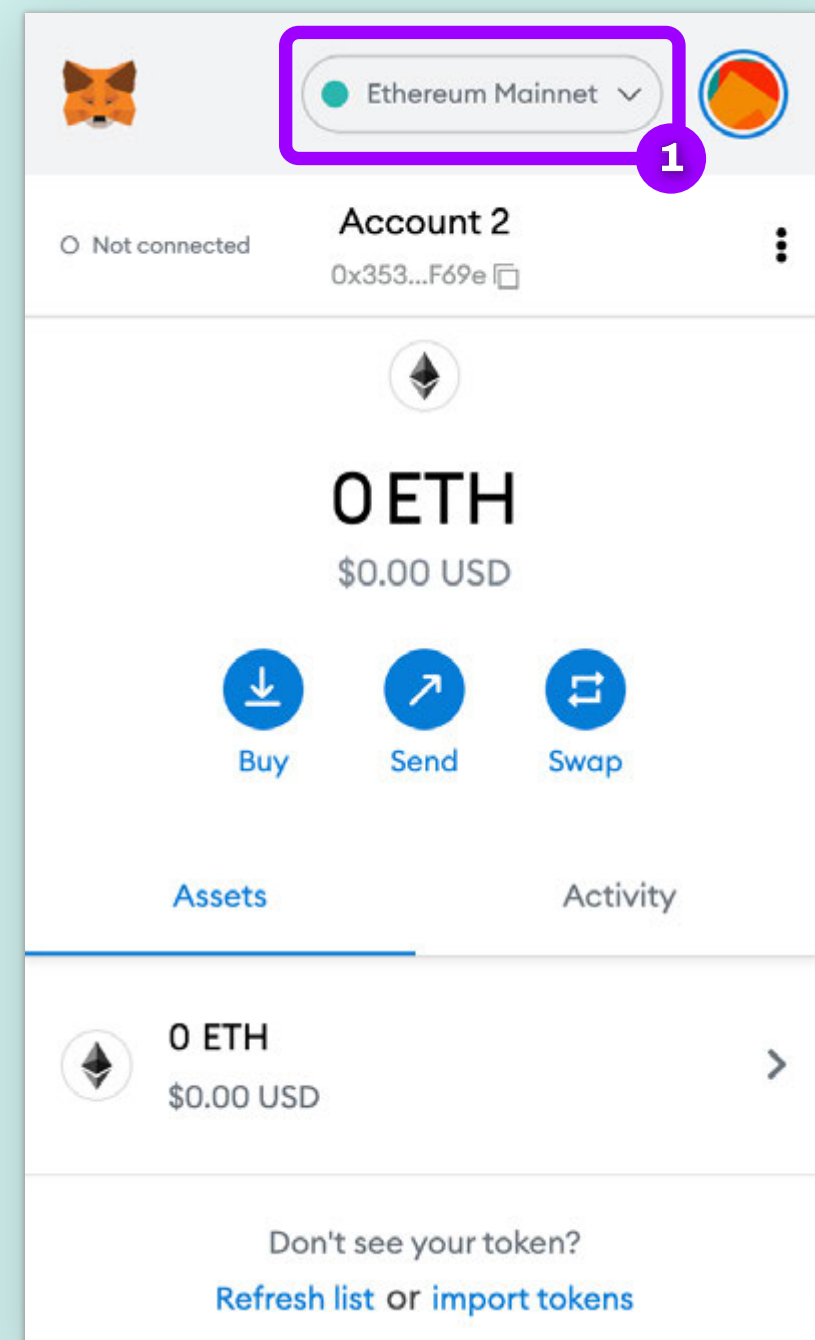 Ethereum Mainnet
1
Not connected
Account 2
0x353...F69e
0 ETH
$0.00 USD
Buy
Send
Swap
Assets
Activity
0 ETH
$0.00 USD
Don't see your token?
Refresh list or import tokens